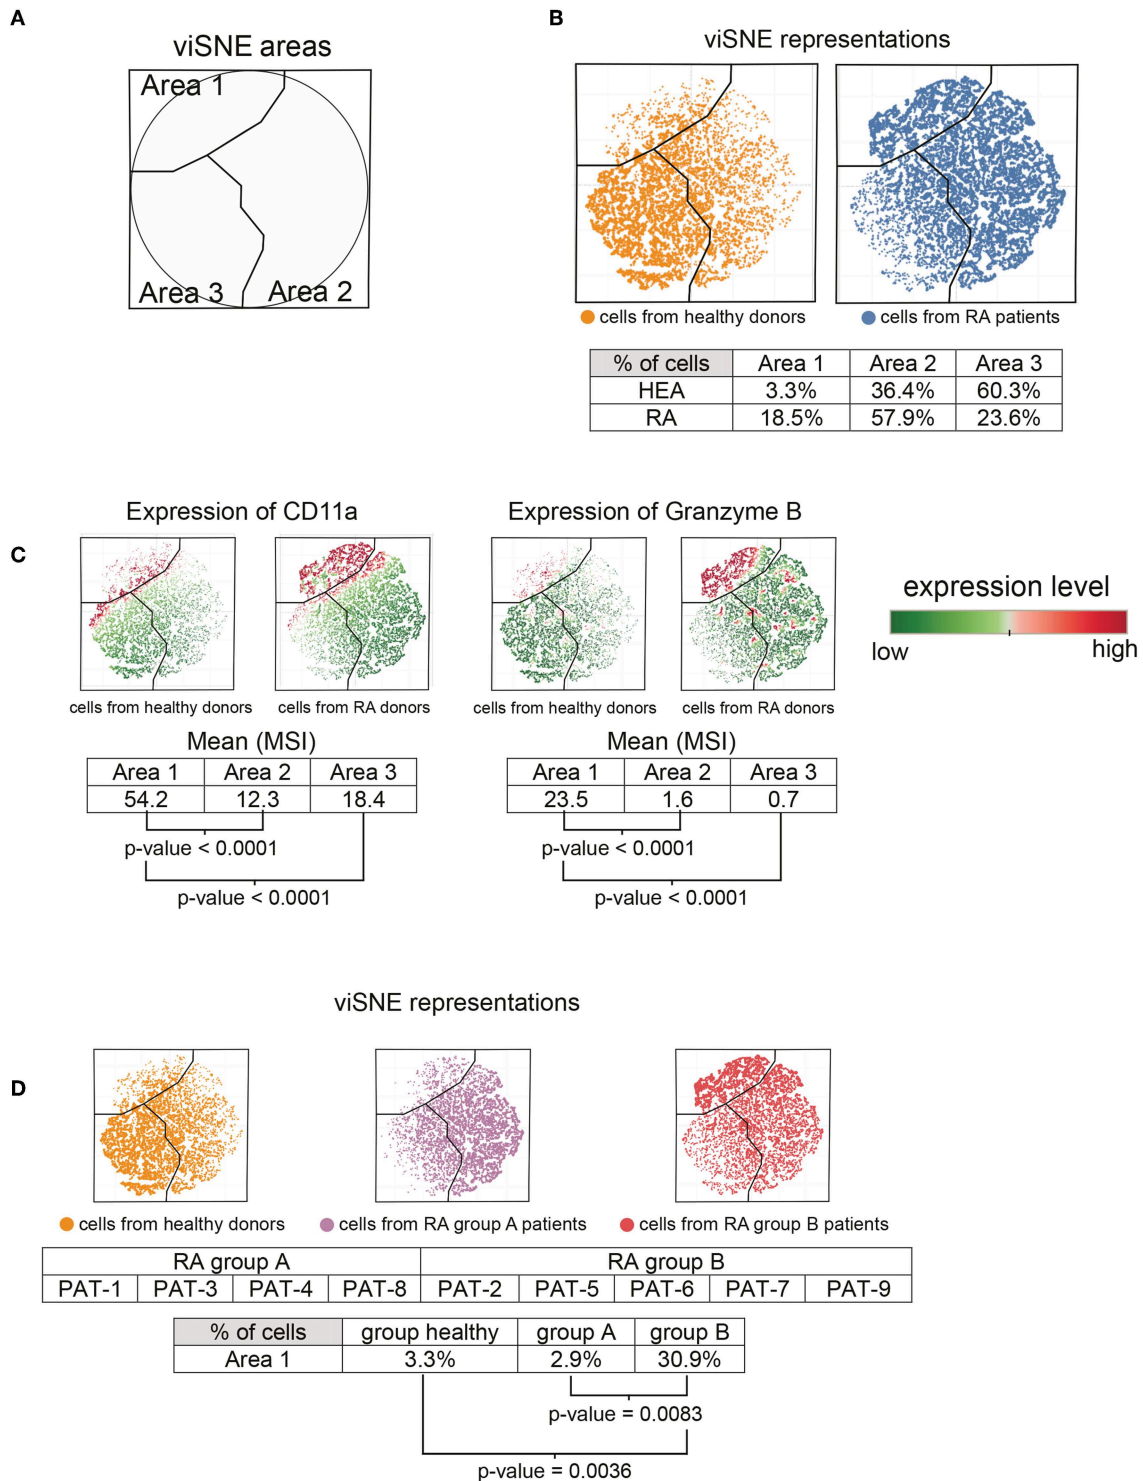 A
viSNE areas
Area 1
Area 3
Area 2
B
viSNE representations
cells from healthy donors
cells from RA patients
% of cells Area 1 Area 2 Area 3
HEA 3.3% 36.4% 60.3%
RA 18.5% 57.9% 23.6%
C
Expression of CD11a
Expression of Granzyme B
cells from healthy donors
cells from RA donors
cells from healthy donors
cells from RA donors
expression level
low
high
Mean (MSI)
Area 1 Area 2 Area 3
54.2 12.3 18.4
p-value < 0.0001
p-value < 0.0001
Mean (MSI)
Area 1 Area 2 Area 3
23.5 1.6 0.7
p-value < 0.0001
p-value < 0.0001
D
viSNE representations
cells from healthy donors
cells from RA group A patients
cells from RA group B patients
RA group A RA group B
PAT-1 PAT-3 PAT-4 PAT-8 PAT-2 PAT-5 PAT-6 PAT-7 PAT-9
% of cells group healthy group A group B
Area 1 3.3% 2.9% 30.9%
p-value = 0.0083
p-value = 0.0036